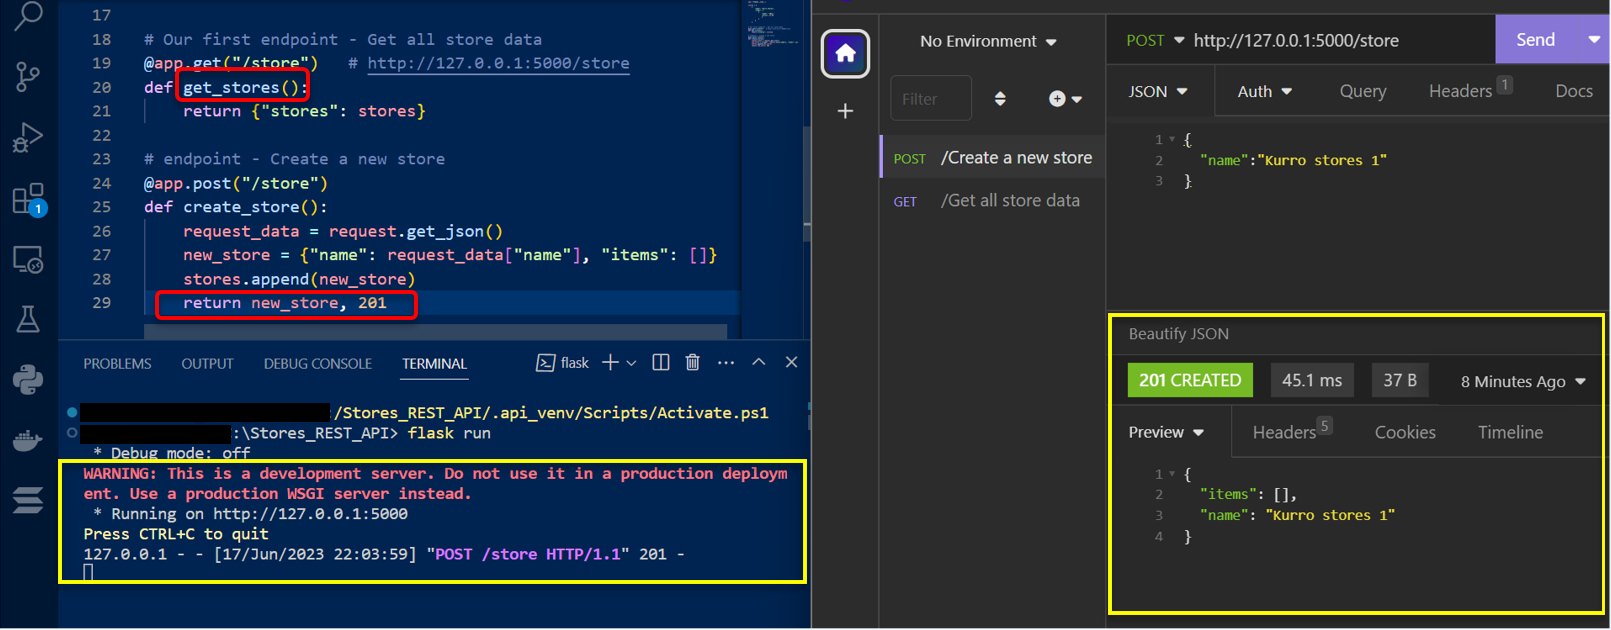 17
18 # Our first endpoint - Get all store data
19 @app.get("/store")   # http://127.0.0.1:5000/store
20 def get_stores():
21     return {"stores": stores}
22
23 # endpoint - Create a new store
24 @app.post("/store")
25 def create_store():
26     request_data = request.get_json()
27     new_store = {"name": request_data["name"], "items": []}
28     stores.append(new_store)
29     return new_store, 201
1
PROBLEMS OUTPUT DEBUG CONSOLE TERMINAL flask
:/Stores_REST_API/.api_venv/Scripts/Activate.ps1
:\Stores_REST_API> flask run
* Debug mode: off
WARNING: This is a development server. Do not use it in a production deploym
ent. Use a production WSGI server instead.
* Running on http://127.0.0.1:5000
Press CTRL+C to quit
127.0.0.1 - - [17/Jun/2023 22:03:59] "POST /store HTTP/1.1" 201 -
No Environment
Filter
POST /Create a new store
GET /Get all store data
POST http://127.0.0.1:5000/store Send
JSON Auth Query Headers 1 Docs
1 {
2 "name":"Kurro stores 1"
3 }
Beautify JSON
201 CREATED 45.1 ms 37 B 8 Minutes Ago
Preview Headers 5 Cookies Timeline
1 {
2 "items": [],
3 "name": "Kurro stores 1"
4 }